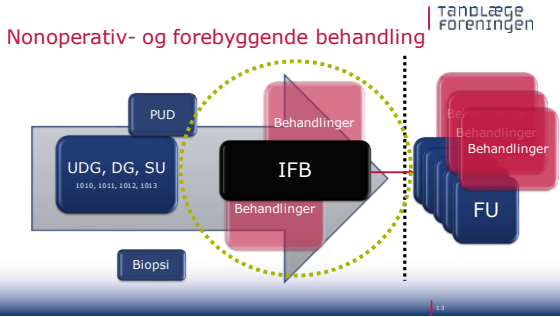 TANDLÆGE
FORENINGEN
Nonoperativ- og forebyggende behandling
PUD
Behandlinger
UDG, DG, SU
1010, 1011, 1012, 1013
IFB
Behandlinger
Biopsi
Behandlinger
Behandlinger
Behandlinger
FU
13